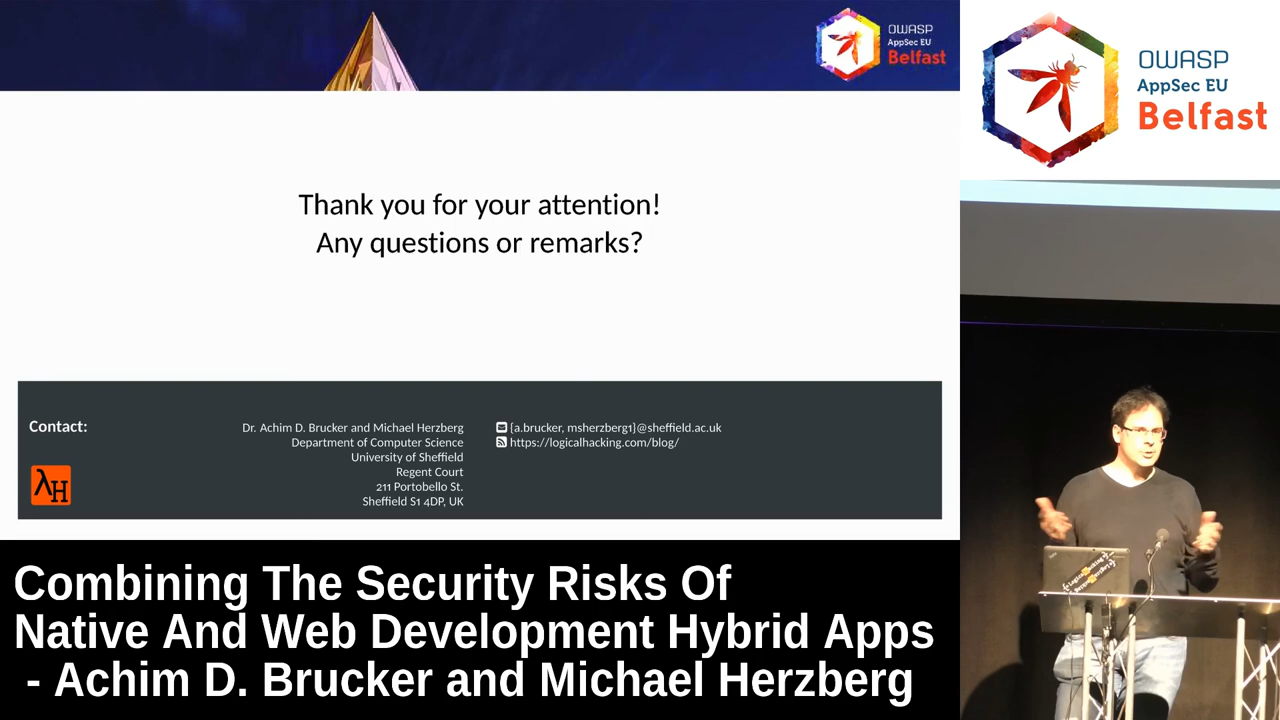 OWASP
AppSec EU
Belfast
OWASP
AppSec EU
Belfast
Thank you for your attention!
Any questions or remarks?
Contact:
Dr. Achim D. Brucker and Michael Herzberg
Department of Computer Science
University of Sheffield
Regent Court
211 Portobello St.
Sheffield S1 4DP, UK
{a.brucker, msherzberg1}@sheffield.ac.uk
https://logicalhacking.com/blog/
λH
Combining The Security Risks Of
Native And Web Development Hybrid Apps
- Achim D. Brucker and Michael Herzberg